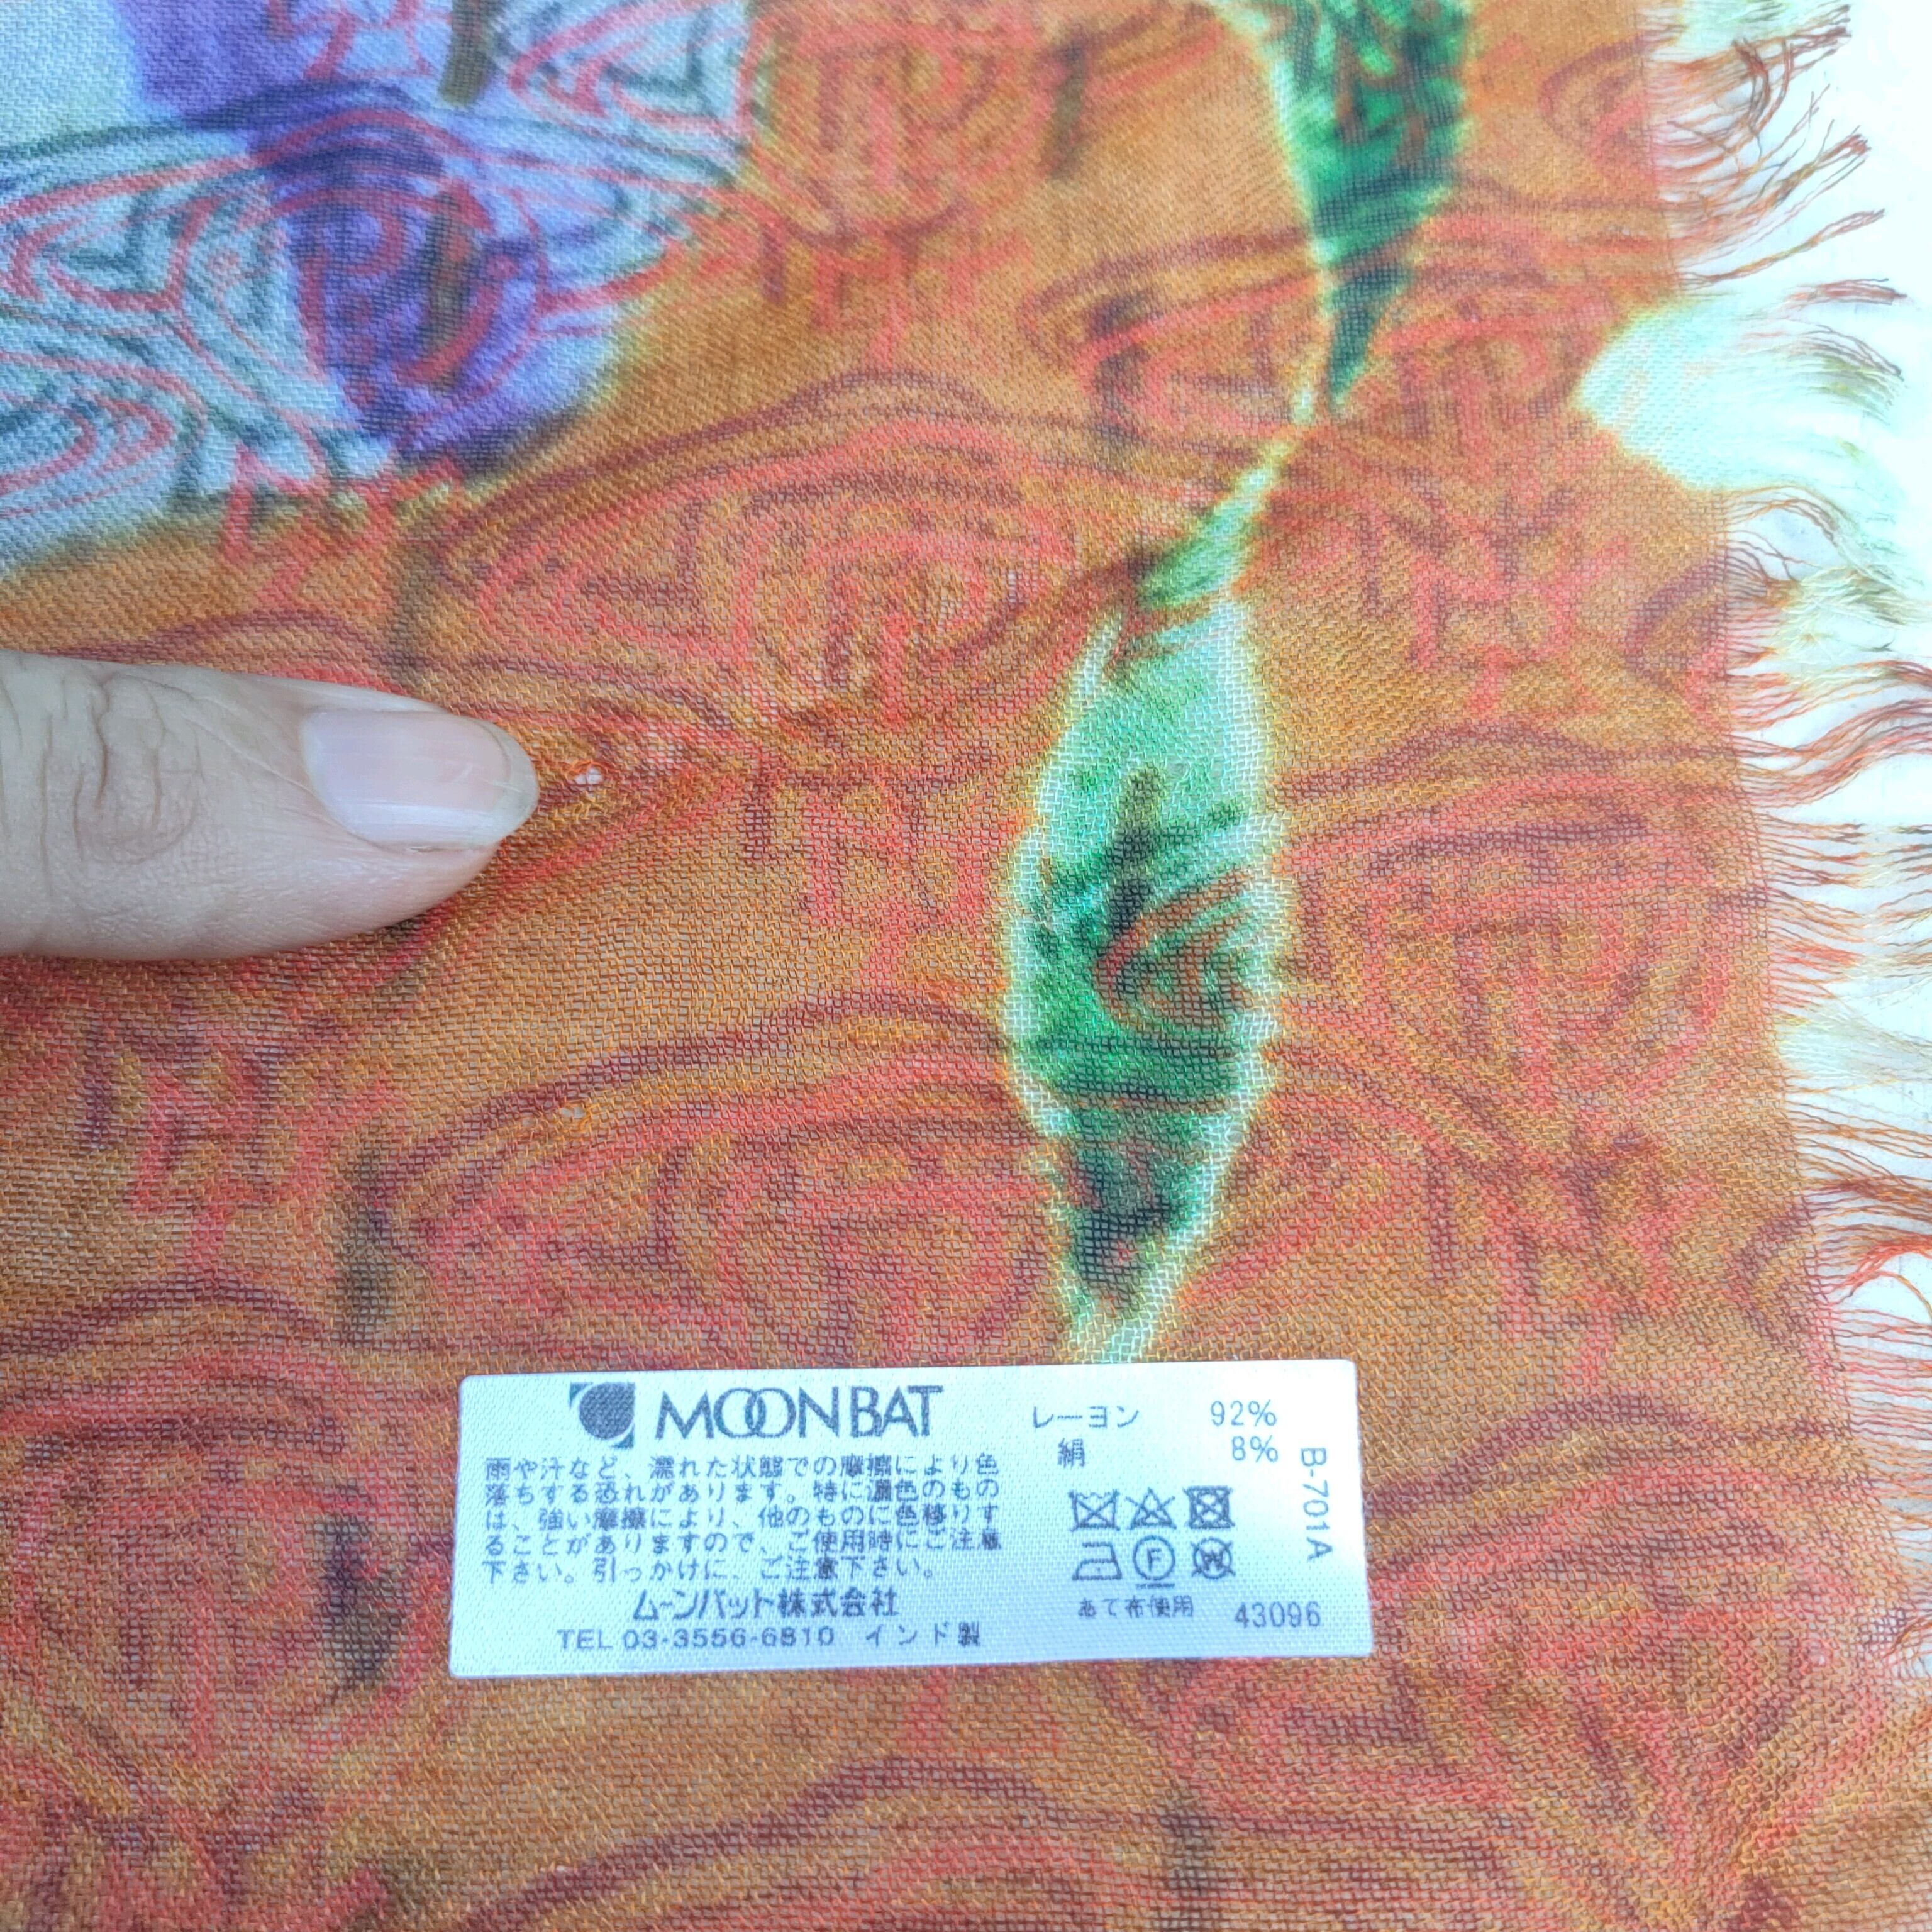 MOONBAT
雨や汗など、濡れた状態での摩擦により色
落ちする恐れがあります。特に濃色のもの
は、強い摩擦により、他のものに色移りす
ることがありますので、ご使用時にご注意
下さい。引っかけに、ご注意下さい。
ムーンバット株式会社
TEL 03-3556-6810 インド製
レーヨン 92%
絹 8%
F
W
あて布使用
43096
B-701A